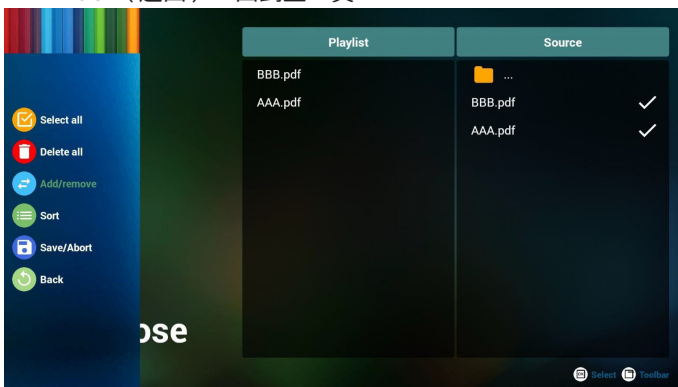 Playlist
Source
BBB.pdf
AAA.pdf
...
BBB.pdf
AAA.pdf
Select all
Delete all
Add/remove
Sort
Save/Abort
Back
ose
OK Select Toolbar